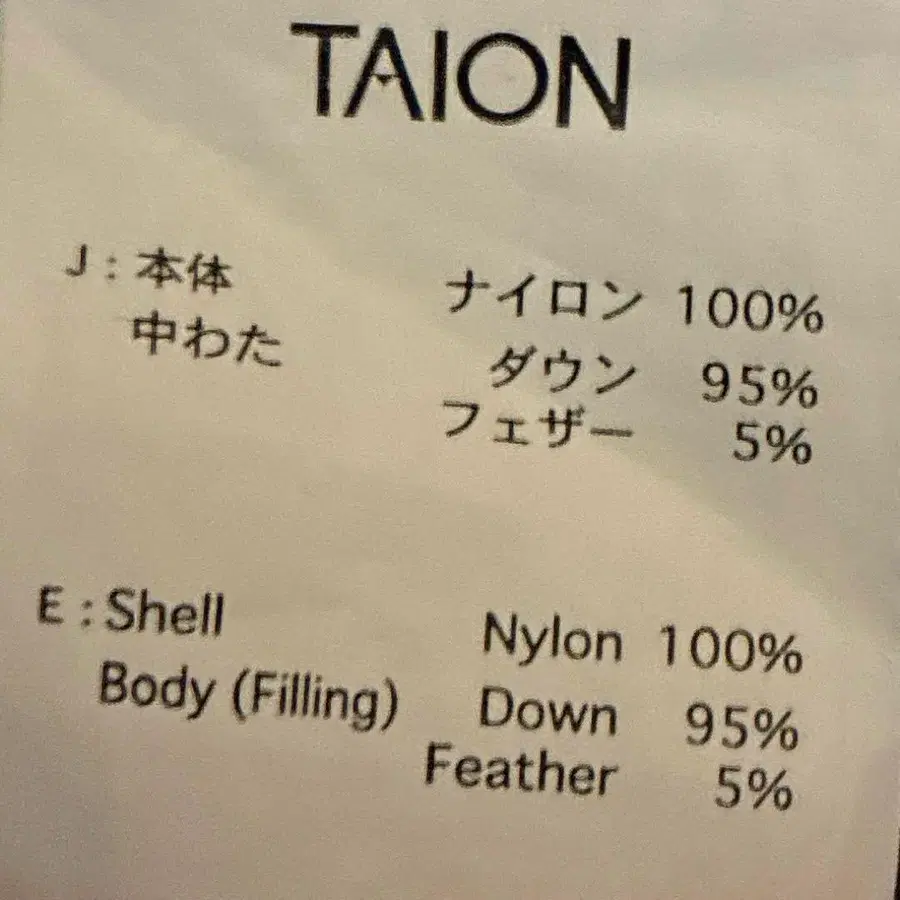 TAION
J : 本体 ナイロン 100%
中わた ダウン 95%
フェザー 5%
E : Shell Nylon 100%
Body (Filling) Down 95%
Feather 5%